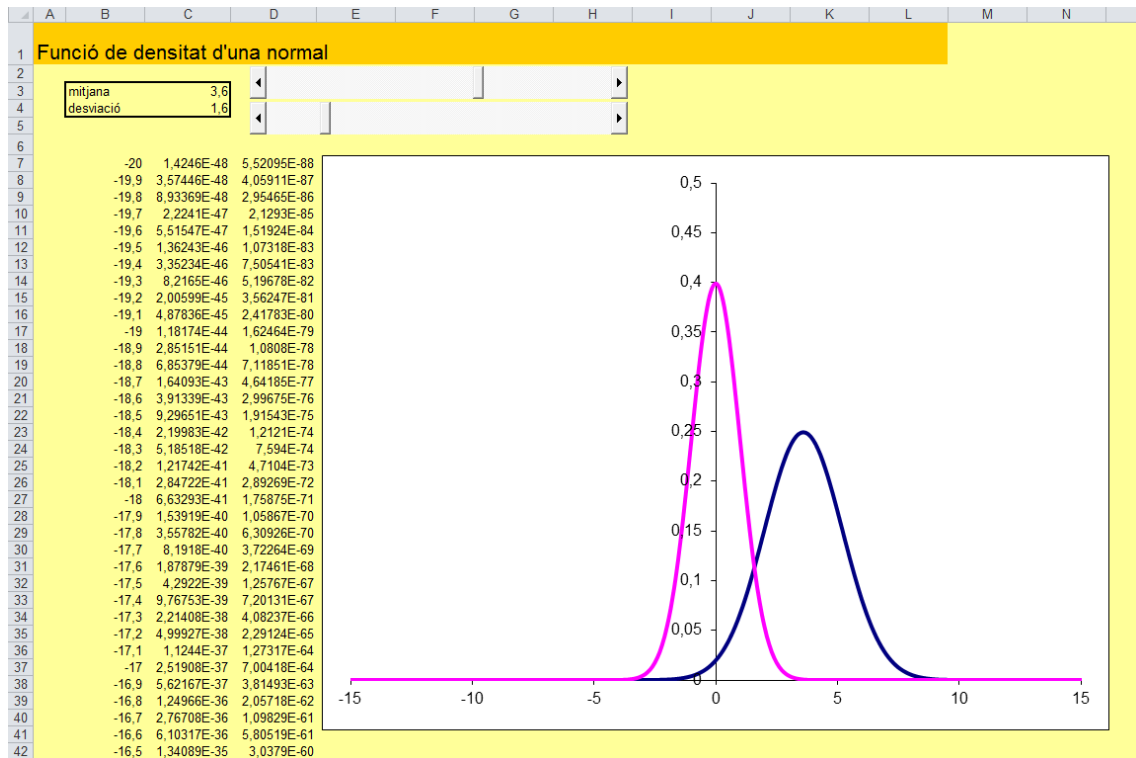 A B C D E F G H I J K L M N
1 Funció de densitat d'una normal
2
3 mitjana 3,6
4 desviació 1,6
5
6
7 -20 1,4246E-48 5,52095E-88
8 -19,9 3,57446E-48 4,05911E-87
9 -19,8 8,93369E-48 2,95465E-86
10 -19,7 2,2241E-47 2,1293E-85
11 -19,6 5,51547E-47 1,51924E-84
12 -19,5 1,36243E-46 1,07318E-83
13 -19,4 3,35234E-46 7,50541E-83
14 -19,3 8,2165E-46 5,19678E-82
15 -19,2 2,00599E-45 3,56247E-81
16 -19,1 4,87836E-45 2,41783E-80
17 -19 1,18174E-44 1,62464E-79
18 -18,9 2,85151E-44 1,0808E-78
19 -18,8 6,85379E-44 7,11851E-78
20 -18,7 1,64093E-43 4,64185E-77
21 -18,6 3,91339E-43 2,99675E-76
22 -18,5 9,29651E-43 1,91543E-75
23 -18,4 2,19983E-42 1,2121E-74
24 -18,3 5,18518E-42 7,594E-74
25 -18,2 1,21742E-41 4,7104E-73
26 -18,1 2,84722E-41 2,89269E-72
27 -18 6,63293E-41 1,75875E-71
28 -17,9 1,53919E-40 1,05867E-70
29 -17,8 3,55782E-40 6,30926E-70
30 -17,7 8,1918E-40 3,72264E-69
31 -17,6 1,87879E-39 2,17461E-68
32 -17,5 4,2922E-39 1,25767E-67
33 -17,4 9,76753E-39 7,20131E-67
34 -17,3 2,21408E-38 4,08237E-66
35 -17,2 4,99927E-38 2,29124E-65
36 -17,1 1,1244E-37 1,27317E-64
37 -17 2,51908E-37 7,00418E-64
38 -16,9 5,62167E-37 3,81493E-63
39 -16,8 1,24966E-36 2,05718E-62
40 -16,7 2,76708E-36 1,09829E-61
41 -16,6 6,10317E-36 5,80519E-61
42 -16,5 1,34089E-35 3,0379E-60
0,5
0,45
0,4
0,35
0,3
0,25
0,2
0,15
0,1
0,05
0
-15 -10 -5 0 5 10 15